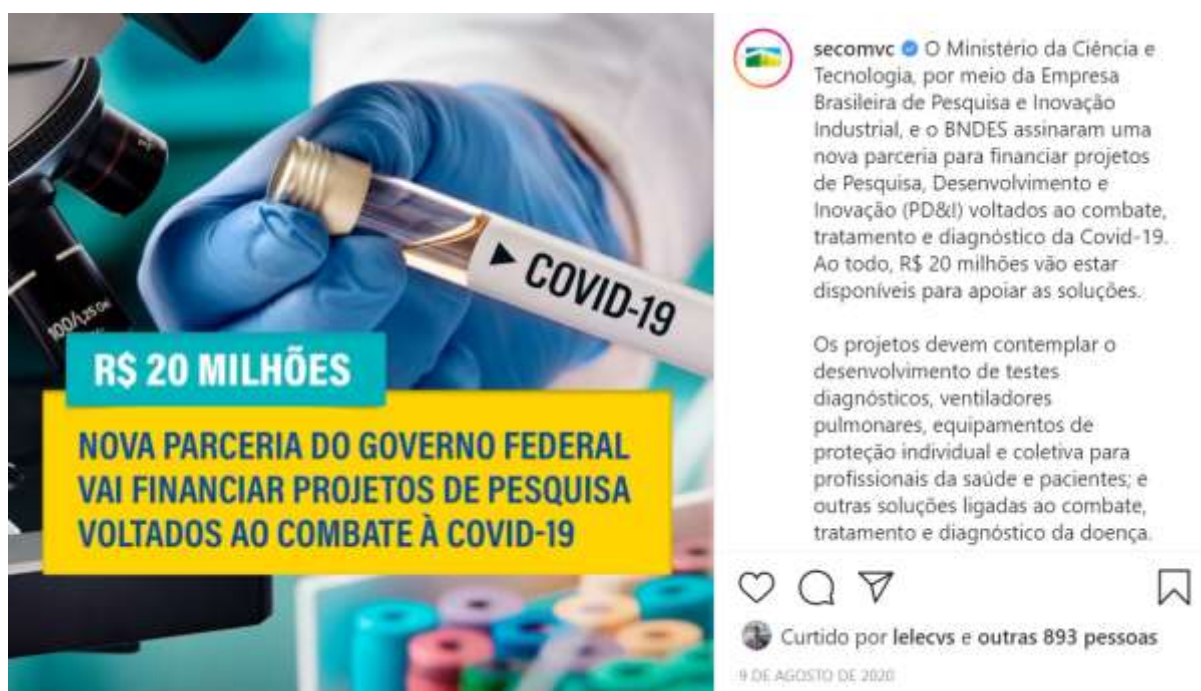 100/1,25 Oil
COVID-19
R$ 20 MILHÕES
NOVA PARCERIA DO GOVERNO FEDERAL
VAI FINANCIAR PROJETOS DE PESQUISA
VOLTADOS AO COMBATE À COVID-19
secomvc O Ministério da Ciência e
Tecnologia, por meio da Empresa
Brasileira de Pesquisa e Inovação
Industrial, e o BNDES assinaram uma
nova parceria para financiar projetos
de Pesquisa, Desenvolvimento e
Inovação (PD&I) voltados ao combate,
tratamento e diagnóstico da Covid-19.
Ao todo, R$ 20 milhões vão estar
disponíveis para apoiar as soluções.
Os projetos devem contemplar o
desenvolvimento de testes
diagnósticos, ventiladores
pulmonares, equipamentos de
proteção individual e coletiva para
profissionais da saúde e pacientes; e
outras soluções ligadas ao combate,
tratamento e diagnóstico da doença.
Curtido por lelecvs e outras 893 pessoas
9 DE AGOSTO DE 2020